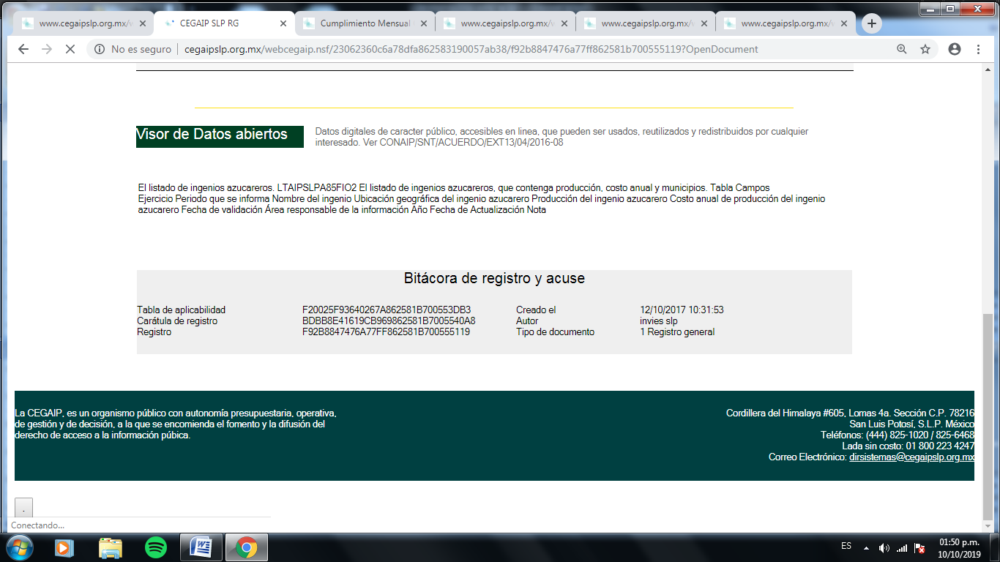 www.cegaipslp.org.mx/
CEGAIP SLP RG
Cumplimiento Mensual
www.cegaipslp.org.mx/
www.cegaipslp.org.mx/
www.cegaipslp.org.mx/
No es seguro
cegaipslp.org.mx/webcegaip.nsf/23062360c6a78dfa862583190057ab38/f92b8847476a77ff862581b700555119?OpenDocument
Visor de Datos abiertos
Datos digitales de caracter público, accesibles en linea, que pueden ser usados, reutilizados y redistribuidos por cualquier
interesado. Ver CONAIP/SNT/ACUERDO/EXT13/04/2016-08
El listado de ingenios azucareros. LTAIPSLPA85FIO2 El listado de ingenios azucareros, que contenga producción, costo anual y municipios. Tabla Campos
Ejercicio Periodo que se informa Nombre del ingenio Ubicación geográfica del ingenio azucarero Producción del ingenio azucarero Costo anual de producción del ingenio
azucarero Fecha de validación Área responsable de la información Año Fecha de Actualización Nota
Bitácora de registro y acuse
Tabla de aplicabilidad F20025F93640267A862581B700553DB3 Creado el 12/10/2017 10:31:53
Carátula de registro BDBB8E41619CB969862581B7005540A8 Autor invies slp
Registro F92B8847476A77FF862581B700555119 Tipo de documento 1 Registro general
La CEGAIP, es un organismo público con autonomía presupuestaria, operativa,
de gestión y de decisión, a la que se encomienda el fomento y la difusión del
derecho de acceso a la información púbica.
Cordillera del Himalaya #605, Lomas 4a. Sección C.P. 78216
San Luis Potosí, S.L.P. México
Teléfonos: (444) 825-1020 / 825-6468
Lada sin costo: 01 800 223 4247
Correo Electrónico: dirsistemas@cegaipslp.org.mx
.
Conectando...
ES
01:50 p.m.
10/10/2019